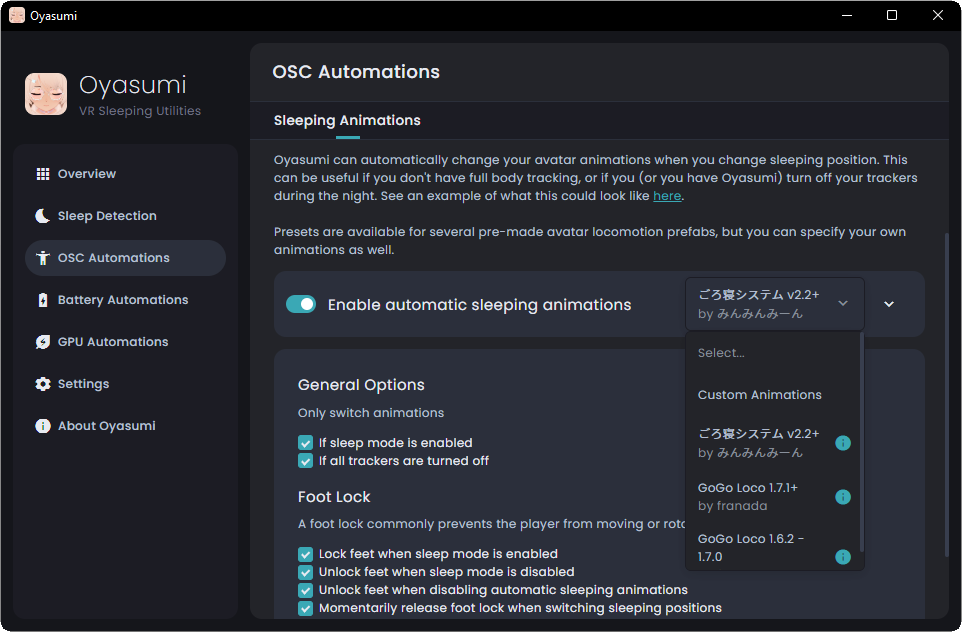 Oyasumi
Oyasumi
VR Sleeping Utilities
Overview
Sleep Detection
OSC Automations
Battery Automations
GPU Automations
Settings
About Oyasumi
OSC Automations
Sleeping Animations
Oyasumi can automatically change your avatar animations when you change sleeping position. This
can be useful if you don't have full body tracking, or if you (or you have Oyasumi) turn off your trackers
during the night. See an example of what this could look like here.
Presets are available for several pre-made avatar locomotion prefabs, but you can specify your own
animations as well.
Enable automatic sleeping animations
ごろ寝システム v2.2+
by みんみんみーん
Select...
Custom Animations
ごろ寝システム v2.2+
by みんみんみーん
GoGo Loco 1.7.1+
by franada
GoGo Loco 1.6.2 -
1.7.0
General Options
Only switch animations
If sleep mode is enabled
If all trackers are turned off
Foot Lock
A foot lock commonly prevents the player from moving or
Lock feet when sleep mode is enabled
Unlock feet when sleep mode is disabled
Unlock feet when disabling automatic sleeping animations
Momentarily release foot lock when switching sleeping positions